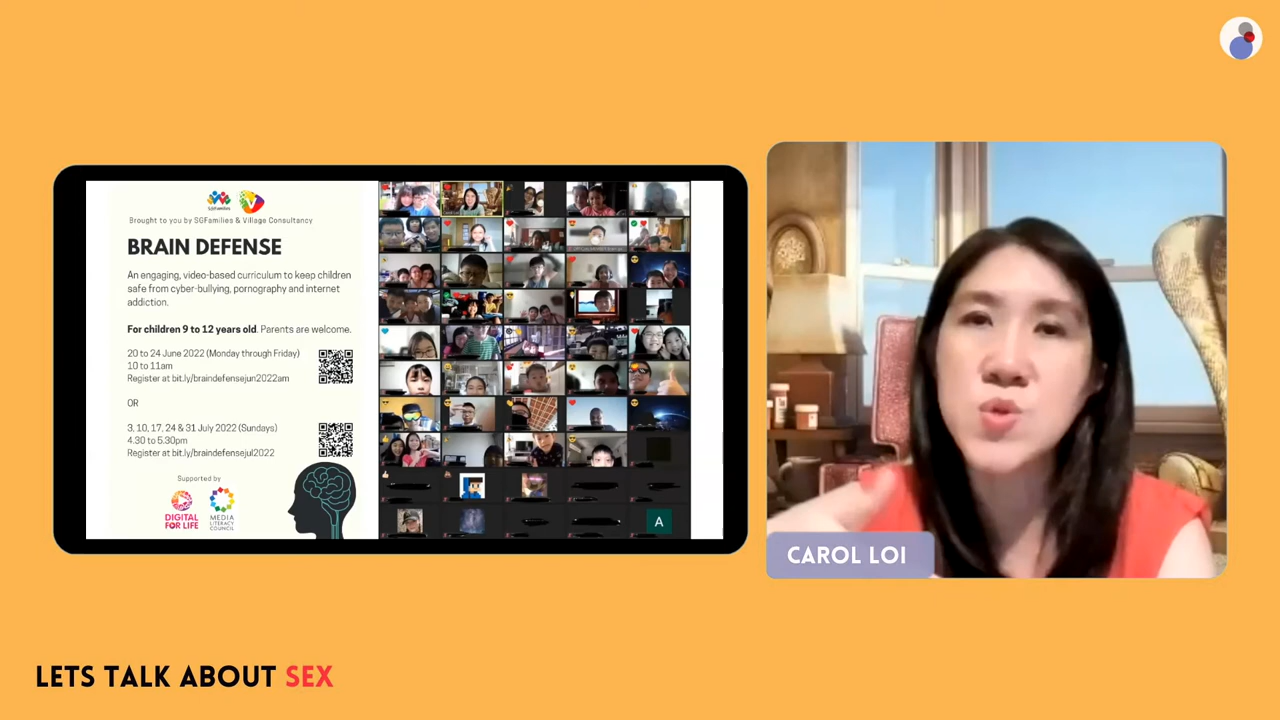 SGFamilies
Brought to you by SGFamilies & Village Consultancy
BRAIN DEFENSE
An engaging, video-based curriculum to keep children
safe from cyber-bullying, pornography and internet
addiction.
For children 9 to 12 years old. Parents are welcome.
20 to 24 June 2022 (Monday through Friday)
10 to 11am
Register at bit.ly/braindefensejun2022am
OR
3, 10, 17, 24 & 31 July 2022 (Sundays)
4.30 to 5.30pm
Register at bit.ly/braindefensejul2022
Supported by
DIGITAL
FOR LIFE
MEDIA
LITERACY
COUNCIL
A
CAROL LOI
LETS TALK ABOUT SEX